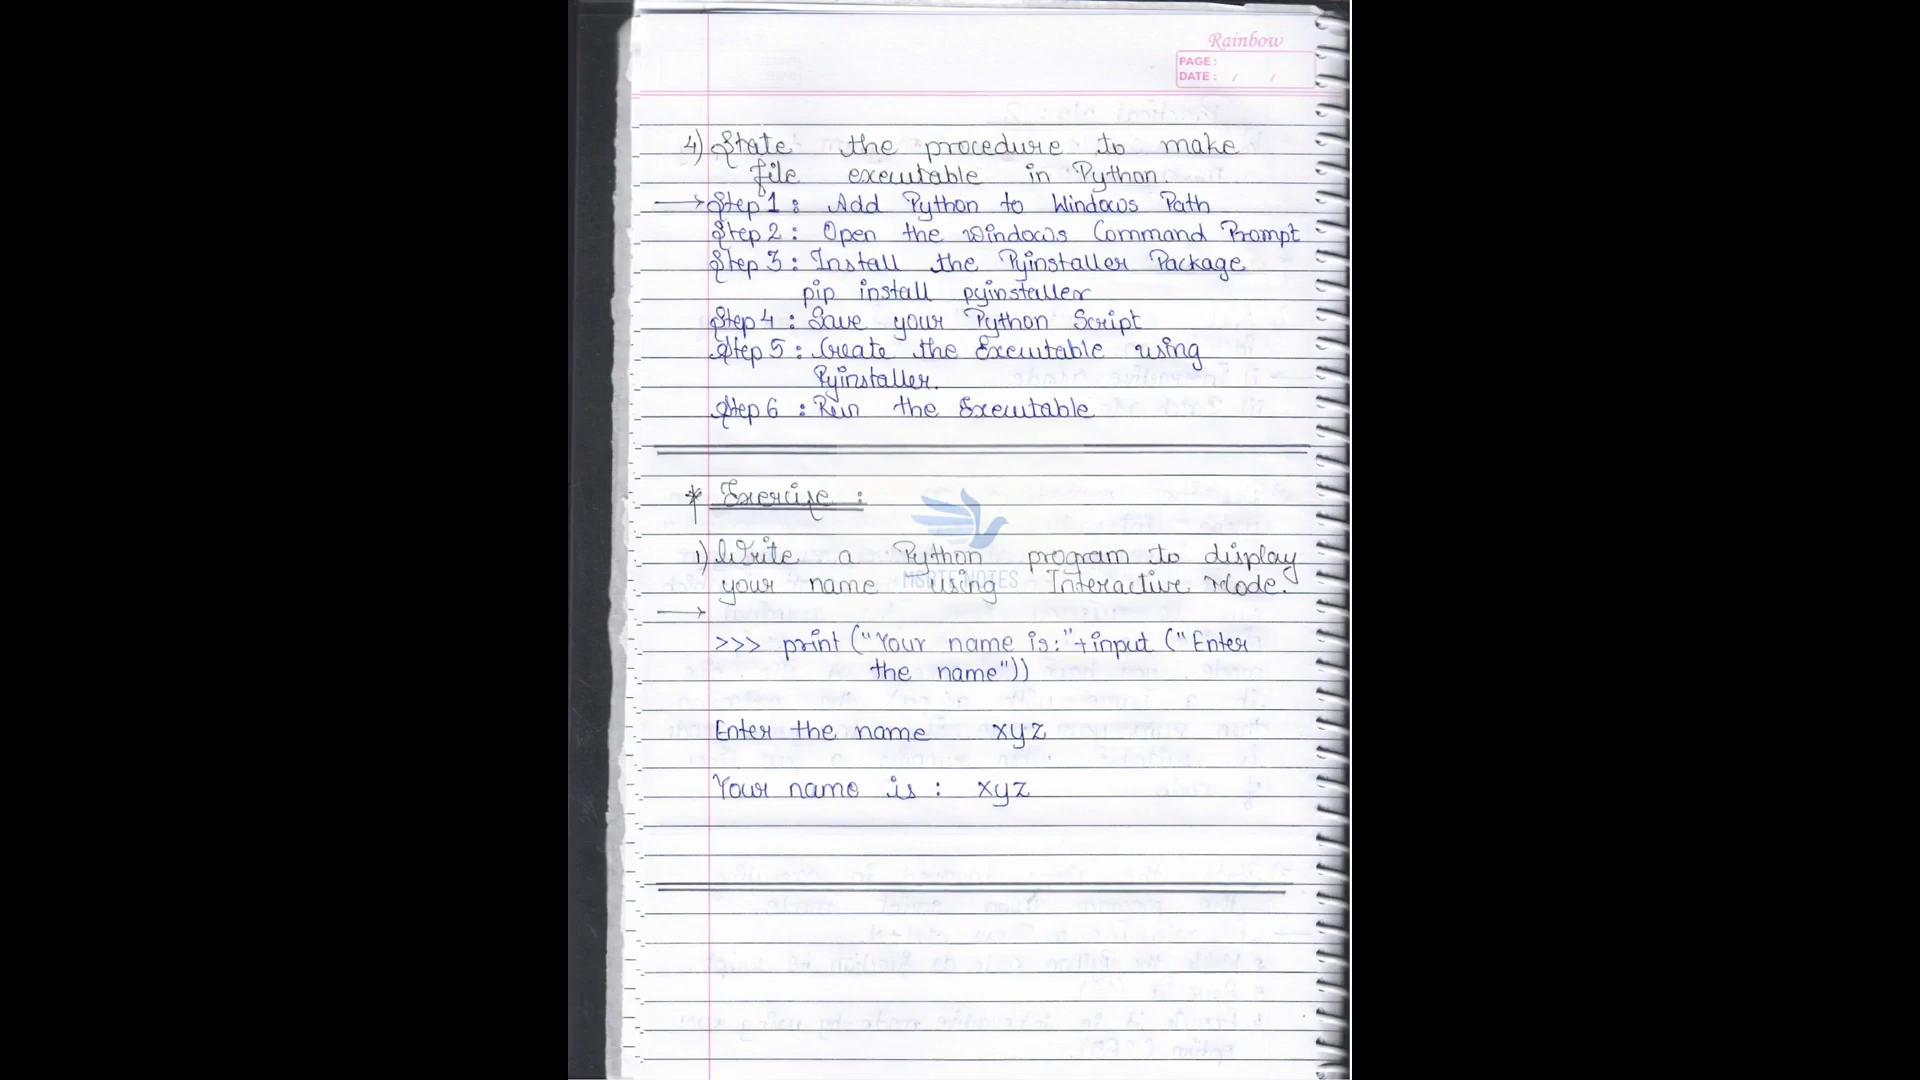 Rainbow
PAGE:
DATE: / /
4) State the procedure to make
file executable in Python.
→ Step 1: Add Python to Windows Path
Step 2: Open the Windows Command Prompt
Step 3: Install the Pyinstaller Package
pip install pyinstaller
Step 4: Save your Python Script
Step 5: Create the Executable using
Pyinstaller.
Step 6: Run the Executable
* Exercise :
1) Write a Python program to display
your name using Interactive Mode.
MSBTE NOTES
→
>>> print ("Your name is:"+input ("Enter
the name"))
Enter the name xyz
Your name is : xyz